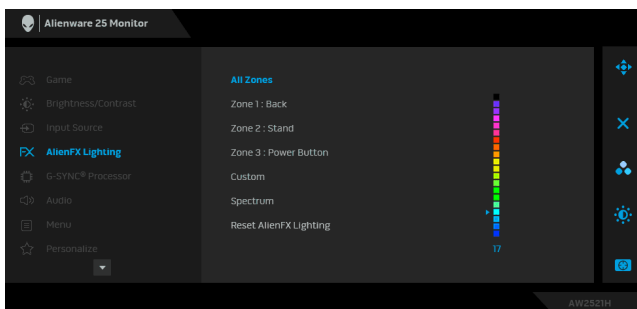 Alienware 25 Monitor
Game
All Zones
Brightness/Contrast
Zone 1 : Back
Input Source
Zone 2 : Stand
FX AlienFX Lighting
Zone 3 : Power Button
G-SYNC® Processor
Custom
Audio
Spectrum
Menu
Reset AlienFX Lighting
Personalize
17
AW2521H